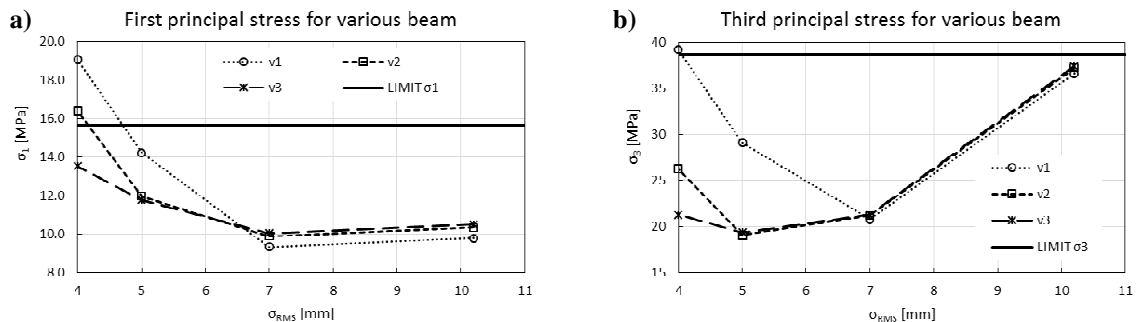 a)
First principal stress for various beam
20.0
18.0
16.0
14.0
12.0
10.0
8.0
σ1 [MPa]
v1
v2
v3
LIMIT σ1
4 5 6 7 8 9 10 11
σRMS [mm]
b)
Third principal stress for various beam
40
35
30
25
20
15
σ3 [MPa]
v1
v2
v3
LIMIT σ3
4 5 6 7 8 9 10 11
σRMS [mm]